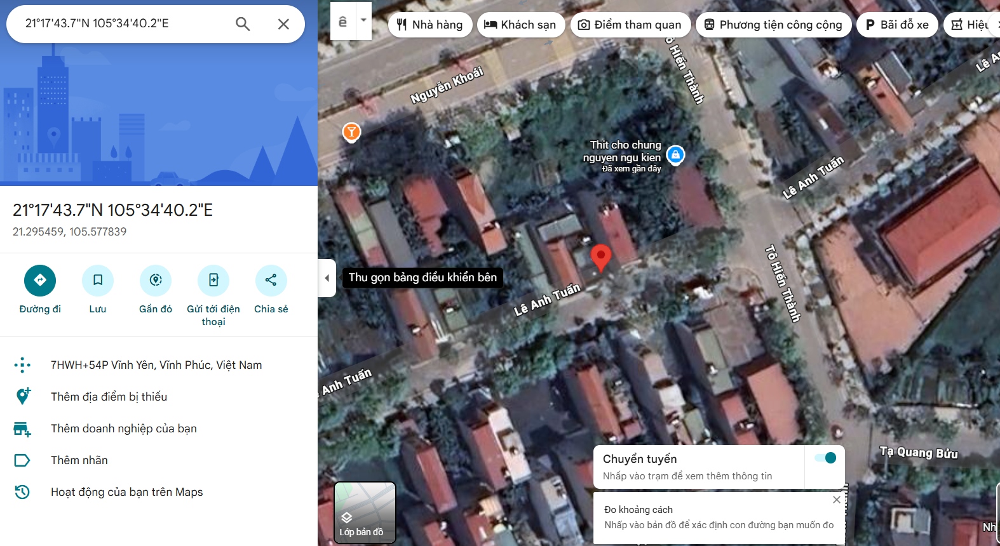 21°17'43.7"N 105°34'40.2"E
ê
Nhà hàng
Khách sạn
Điểm tham quan
Phương tiện công cộng
Bãi đỗ xe
21°17'43.7"N 105°34'40.2"E
21.295459, 105.577839
Đường đi
Lưu
Gần đó
Gửi tới điện
thoại
Chia sẻ
7HWH+54P Vĩnh Yên, Vĩnh Phúc, Việt Nam
Thêm địa điểm bị thiếu
Thêm doanh nghiệp của bạn
Thêm nhãn
Hoạt động của bạn trên Maps
Nguyễn Khoái
Tô Hiến Thành
Lê An
Thit cho chung
nguyen ngu kien
Đã xem gần đây
Lê Anh Tuấn
Thu gọn bảng điều khiển bên
Lê Anh Tuấn
Tô Hiến Thành
Anh Tuấn
Tạ Quang Bửu
Chuyển tuyến
Nhấp vào trạm để xem thêm thông tin
Đo khoảng cách
Nhấp vào bản đồ để xác định con đường bạn muốn đo
Lớp bản đồ
Nh